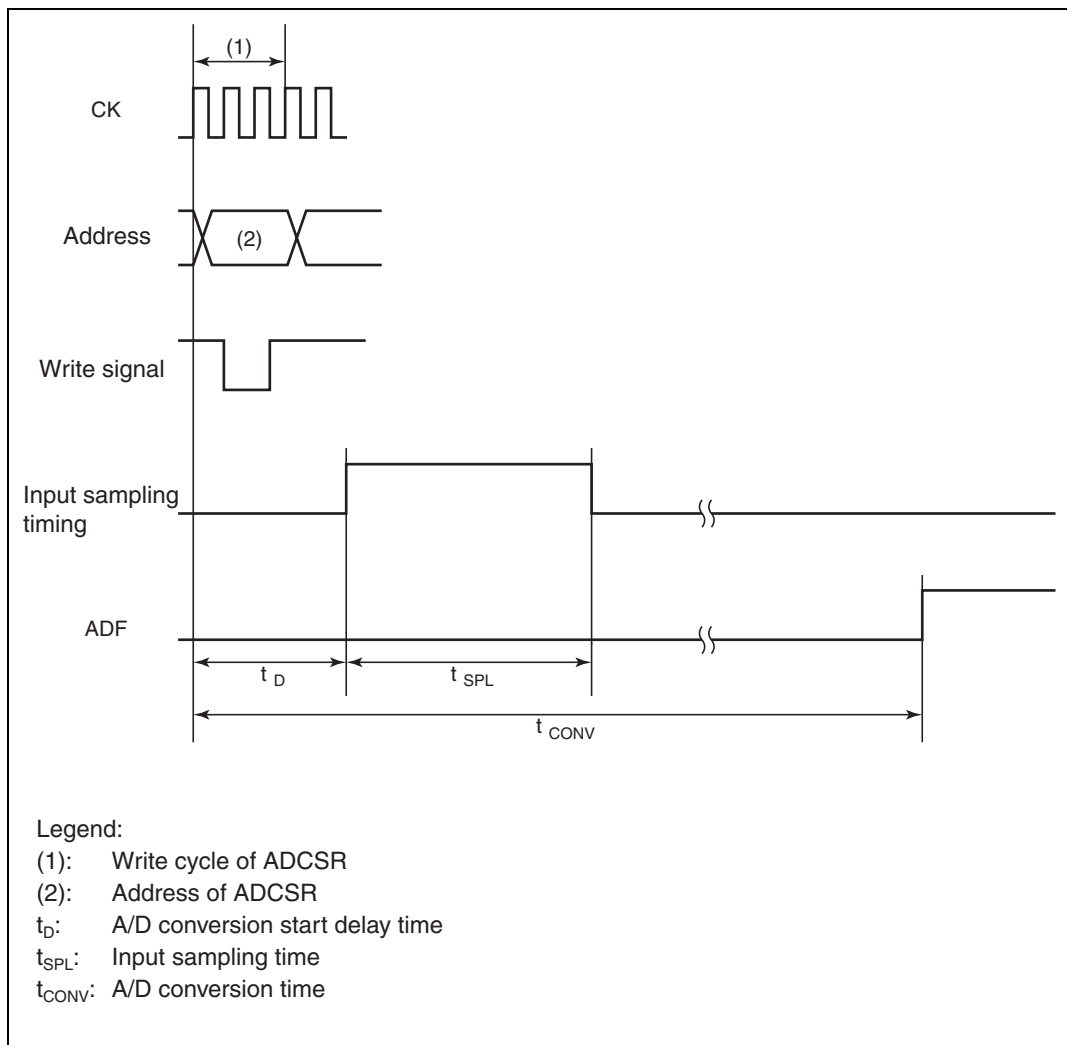 (1)
CK
Address
(2)
Write signal
Input sampling
timing
ADF
t D
t SPL
t CONV
Legend:
(1): Write cycle of ADCSR
(2): Address of ADCSR
tD: A/D conversion start delay time
tSPL: Input sampling time
tCONV: A/D conversion time